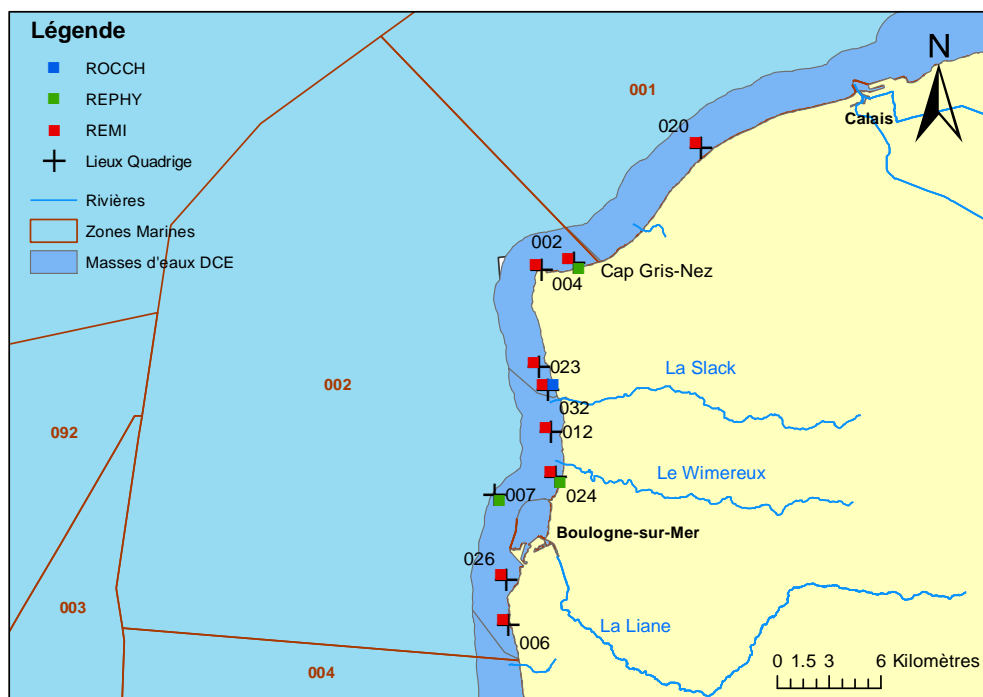 Légende
ROCCH
REPHY
REMI
Lieux Quadrige
Rivières
Zones Marines
Masses d'eaux DCE
N
001
020
Calais
002
Cap Gris-Nez
004
023
La Slack
002
032
012
092
Le Wimereux
007
024
Boulogne-sur-Mer
026
003
La Liane
006
004
0 1.5 3 6 Kilomètres